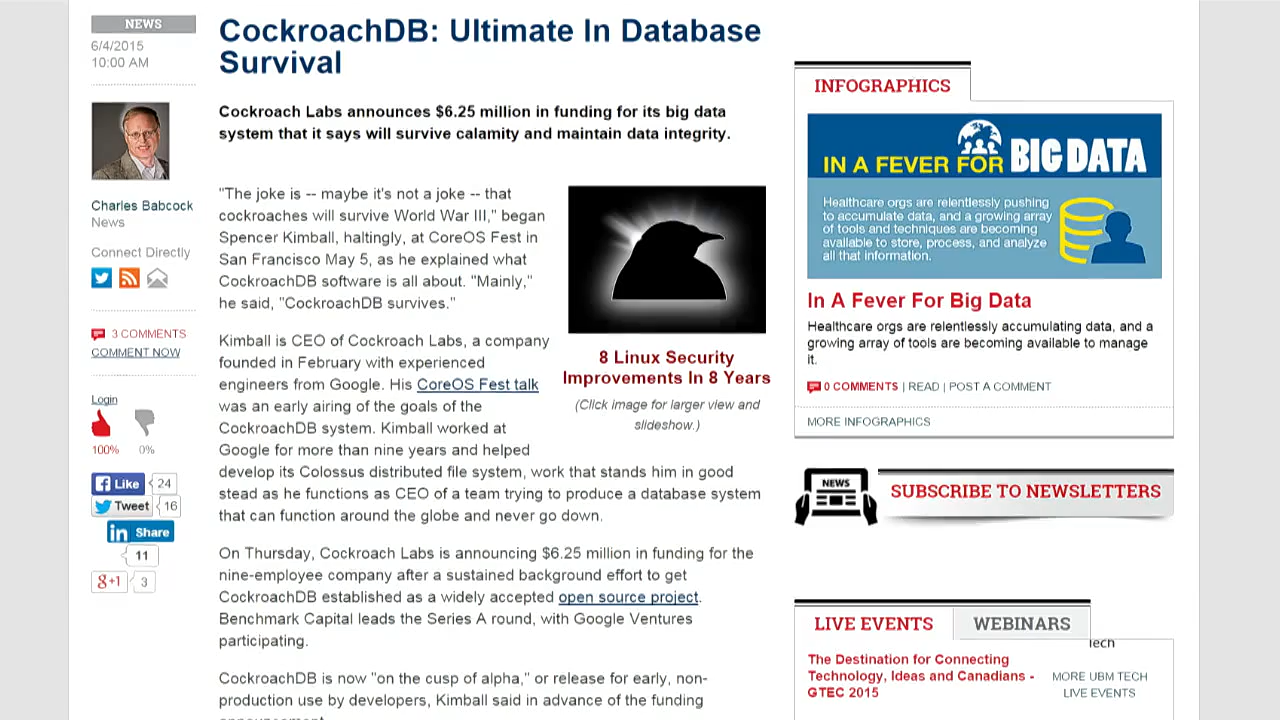 NEWS
6/4/2015
10:00 AM
Charles Babcock
News
Connect Directly
3 COMMENTS
COMMENT NOW
Login
100%
0%
Like
24
Tweet
16
in Share
11
g+1
3
CockroachDB: Ultimate In Database
Survival
Cockroach Labs announces $6.25 million in funding for its big data
system that it says will survive calamity and maintain data integrity.
"The joke is -- maybe it's not a joke -- that
cockroaches will survive World War III," began
Spencer Kimball, haltingly, at CoreOS Fest in
San Francisco May 5, as he explained what
CockroachDB software is all about. "Mainly,"
he said, "CockroachDB survives."
8 Linux Security
Improvements In 8 Years
(Click image for larger view and
slideshow.)
Kimball is CEO of Cockroach Labs, a company
founded in February with experienced
engineers from Google. His CoreOS Fest talk
was an early airing of the goals of the
CockroachDB system. Kimball worked at
Google for more than nine years and helped
develop its Colossus distributed file system, work that stands him in good
stead as he functions as CEO of a team trying to produce a database system
that can function around the globe and never go down.
On Thursday, Cockroach Labs is announcing $6.25 million in funding for the
nine-employee company after a sustained background effort to get
CockroachDB established as a widely accepted open source project.
Benchmark Capital leads the Series A round, with Google Ventures
participating.
CockroachDB is now "on the cusp of alpha," or release for early, non-
production use by developers, Kimball said in advance of the funding
announcement.
INFOGRAPHICS
IN A FEVER FOR BIG DATA
Healthcare orgs are relentlessly pushing
to accumulate data, and a growing array
of tools and techniques are becoming
available to store, process, and analyze
all that information.
In A Fever For Big Data
Healthcare orgs are relentlessly accumulating data, and a
growing array of tools are becoming available to manage
it.
0 COMMENTS | READ | POST A COMMENT
MORE INFOGRAPHICS
NEWS
SUBSCRIBE TO NEWSLETTERS
LIVE EVENTS
WEBINARS
Tech
The Destination for Connecting
Technology, Ideas and Canadians -
GTEC 2015
MORE UBM TECH
LIVE EVENTS